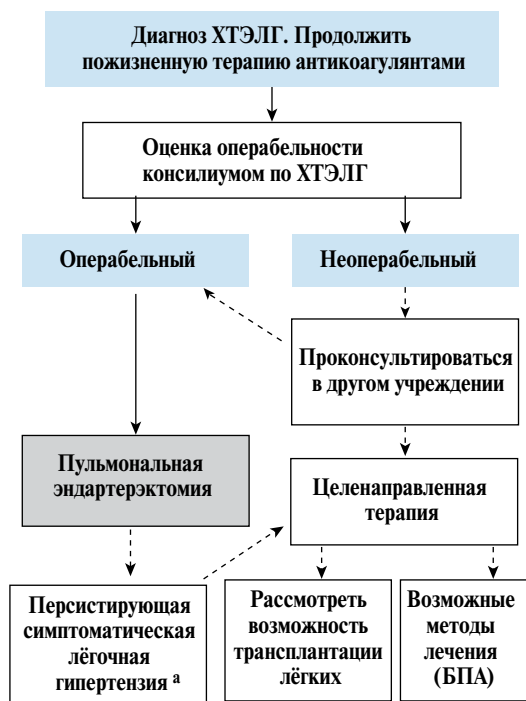 Диагноз ХТЭЛГ. Продолжить
пожизненную терапию антикоагулянтами
Оценка операбельности
консилиумом по ХТЭЛГ
Операбельный
Неоперабельный
Проконсультироваться
в другом учреждении
Пульмональная
эндартерэктомия
Целенаправленная
терапия
Персистирующая
симптоматическая
лёгочная
гипертензия а
Рассмотреть
возможность
трансплантации
лёгких
Возможные
методы
лечения
(БПА)